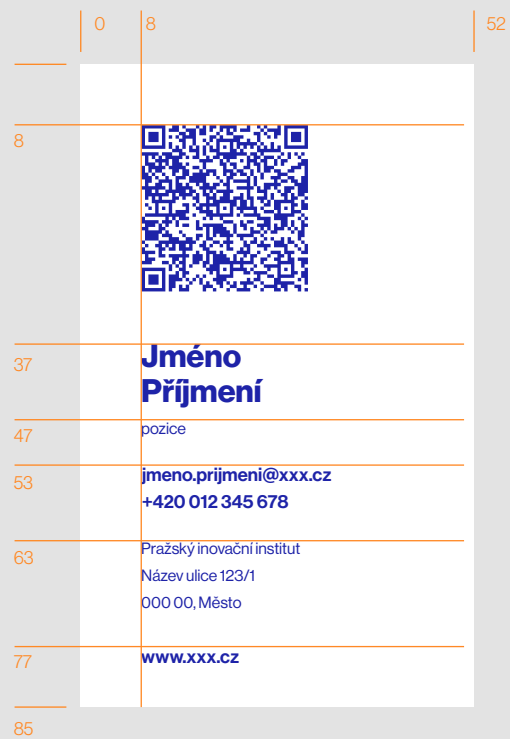 0
8
52
8
37
Jméno
Příjmení
47
pozice
53
jmeno.prijmeni@xxx.cz
+420 012 345 678
63
Pražský inovační institut
Název ulice 123/1
000 00, Město
77
www.xxx.cz
85